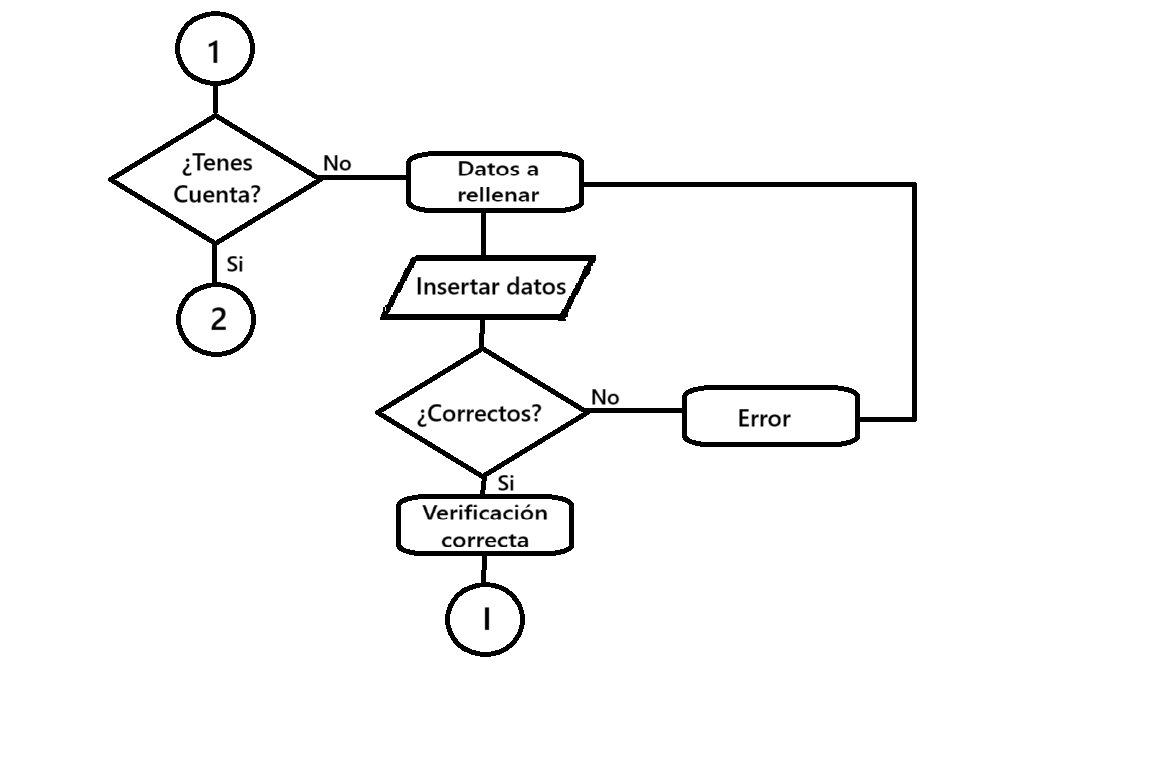 1
¿Tenes
Cuenta?
No
Datos a
rellenar
Si
2
Insertar datos
¿Correctos?
No
Error
Si
Verificación
correcta
I